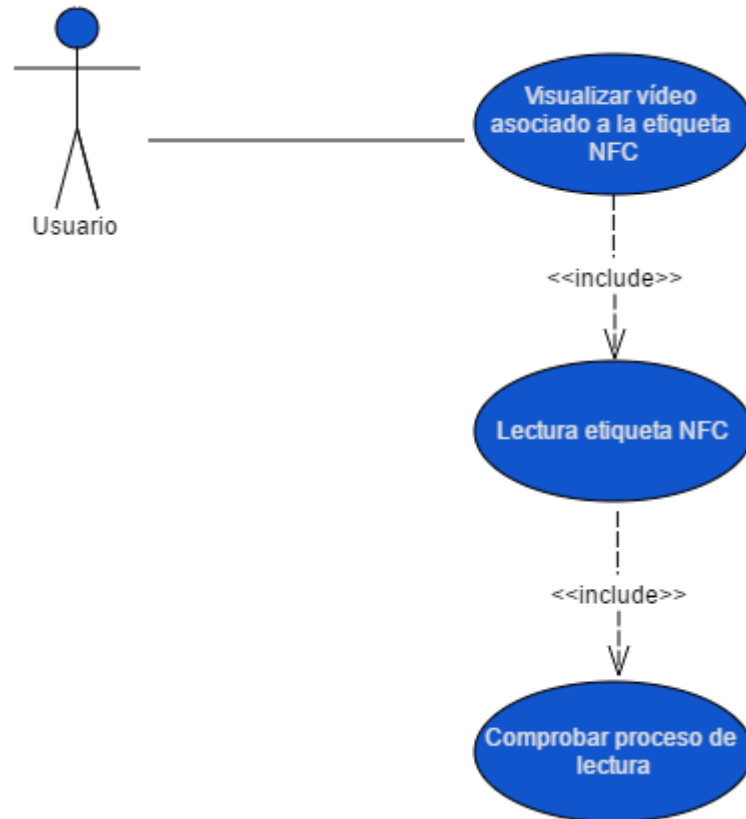 Visualizar vídeo
asociado a la etiqueta
NFC
Usuario
<<include>>
Lectura etiqueta NFC
<<include>>
Comprobar proceso de
lectura